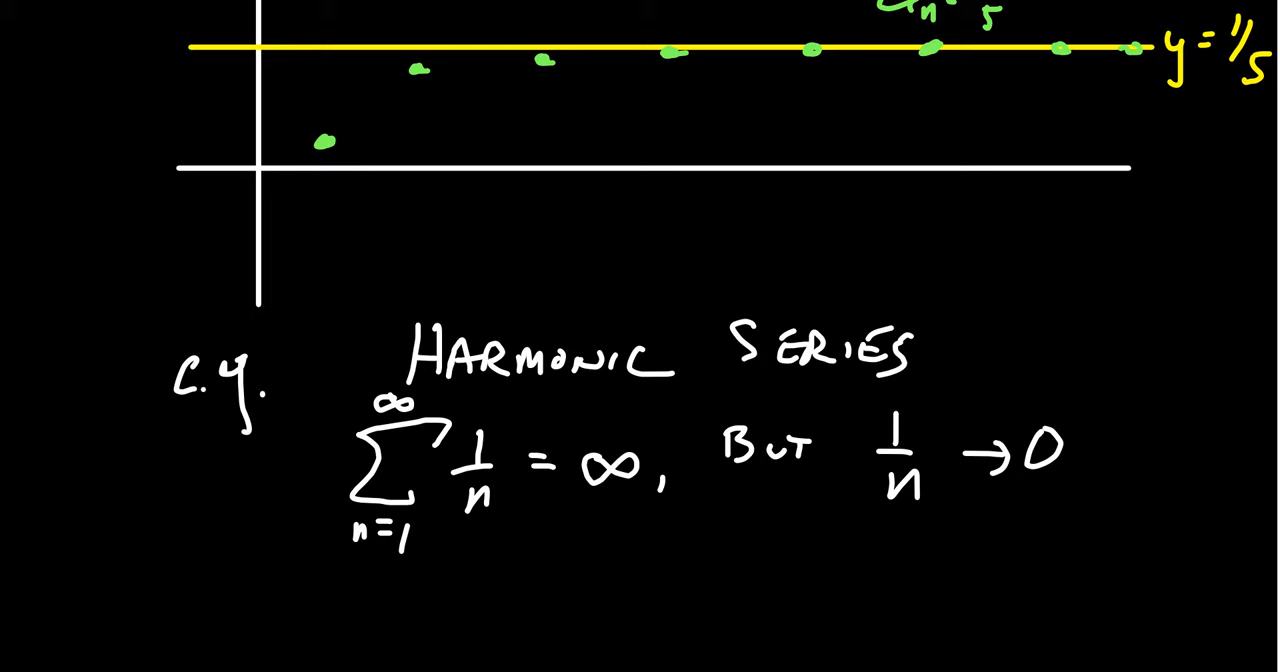 y = 1/5
e.g. HARMONIC SERIES
∞
∑ 1/n = ∞, BUT 1/n → 0
n=1